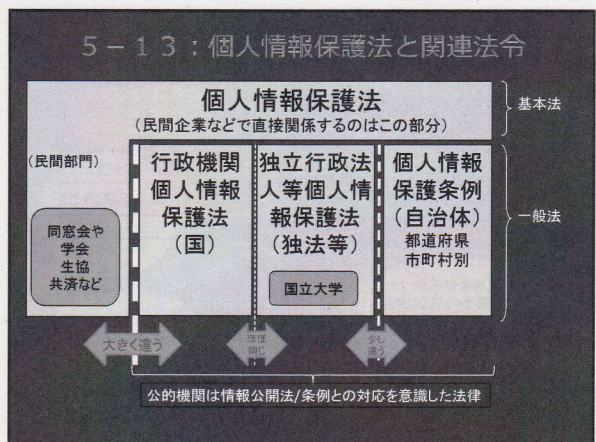 5－13：個人情報保護法と関連法令
個人情報保護法
(民間企業などで直接関係するのはこの部分)
基本法
(民間部門)
同窓会や
学会
生協
共済など
行政機関
個人情報
保護法
(国)
独立行政法
人等個人情
報保護法
(独法等)
国立大学
個人情報
保護条例
(自治体)
都道府県
市町村別
一般法
大きく違う
ほぼ
同じ
少し
違う
公的機関は情報公開法/条例との対応を意識した法律